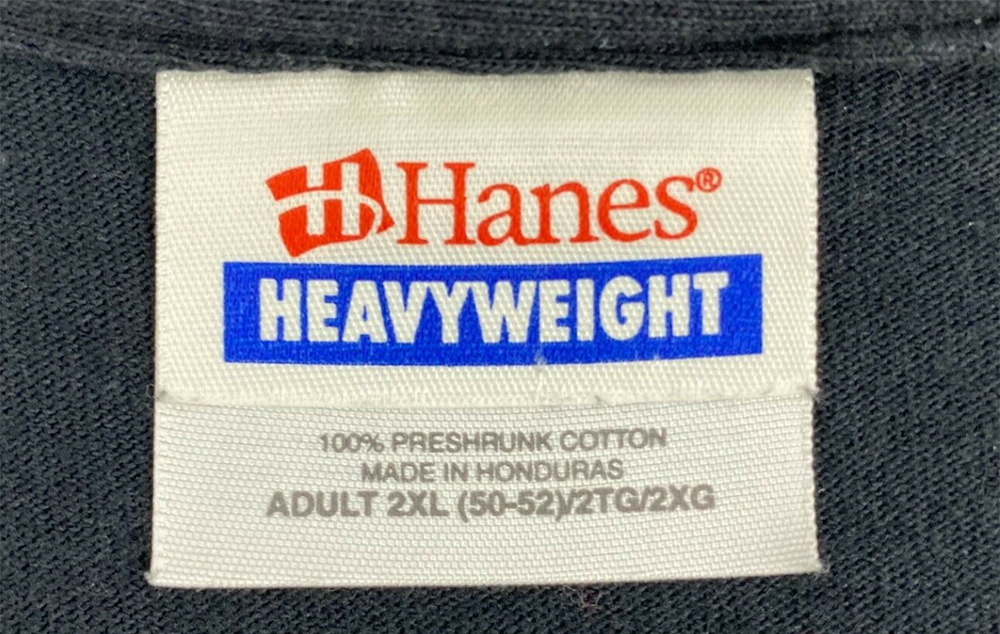 H Hanes®
HEAVYWEIGHT
100% PRESHRUNK COTTON
MADE IN HONDURAS
ADULT 2XL (50-52)/2TG/2XG